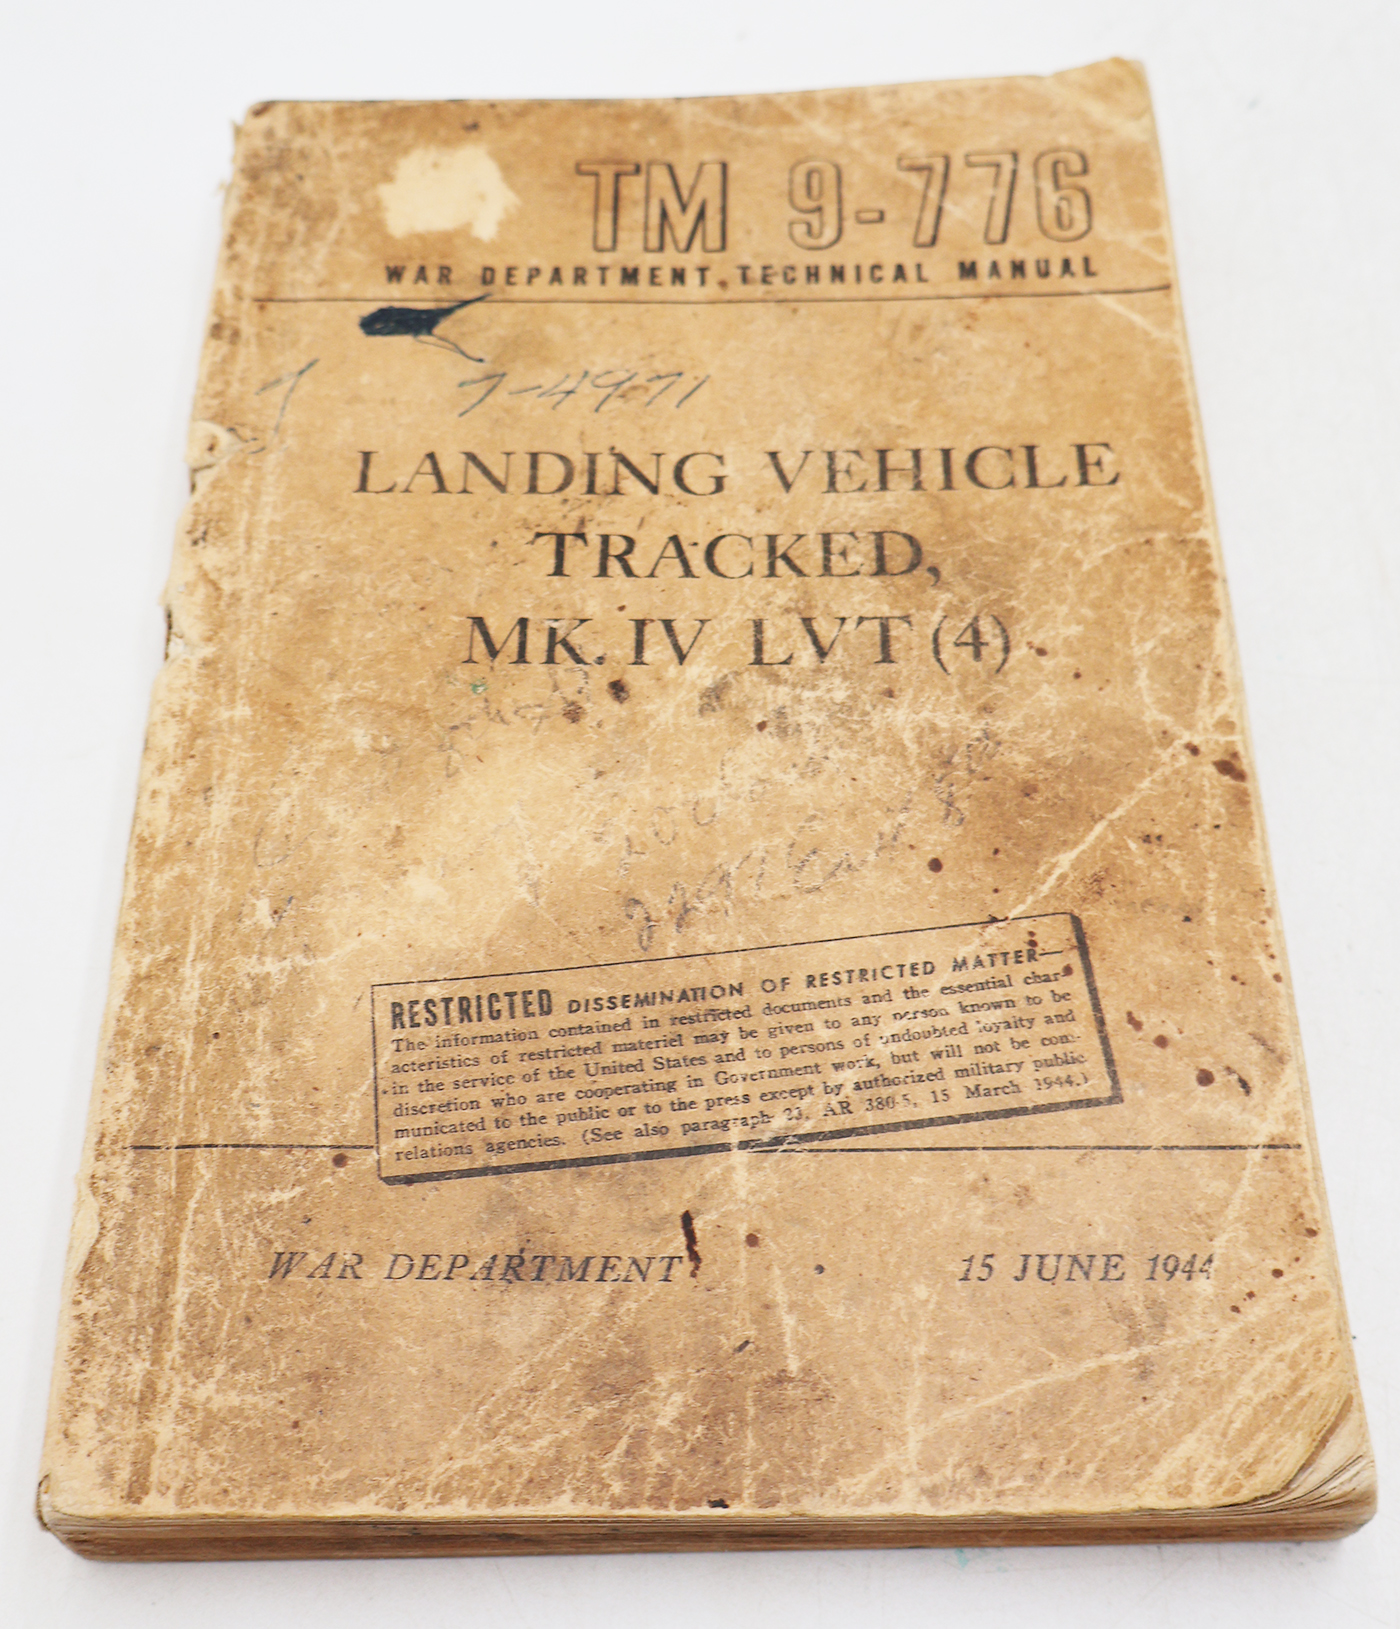 TM 9-776
WAR DEPARTMENT TECHNICAL MANUAL
7-4971
LANDING VEHICLE
TRACKED,
MK. IV LVT (4)
RESTRICTED DISSEMINATION OF RESTRICTED MATTER—
The information contained in restricted documents and the essential char-
acteristics of restricted materiel may be given to any person known to be
in the service of the United States and to persons of undoubted loyalty and
discretion who are cooperating in Government work, but will not be com-
municated to the public or to the press except by authorized military public
relations agencies. (See also paragraph 23, AR 380-5, 15 March 1944.)
WAR DEPARTMENT
15 JUNE 1944